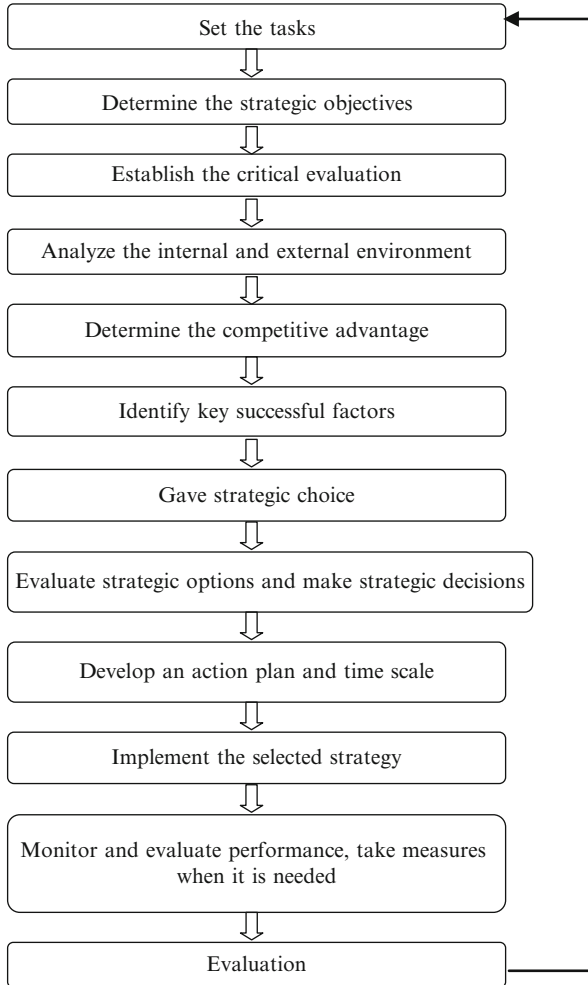 Set the tasks
Determine the strategic objectives
Establish the critical evaluation
Analyze the internal and external environment
Determine the competitive advantage
Identify key successful factors
Gave strategic choice
Evaluate strategic options and make strategic decisions
Develop an action plan and time scale
Implement the selected strategy
Monitor and evaluate performance, take measures
when it is needed
Evaluation